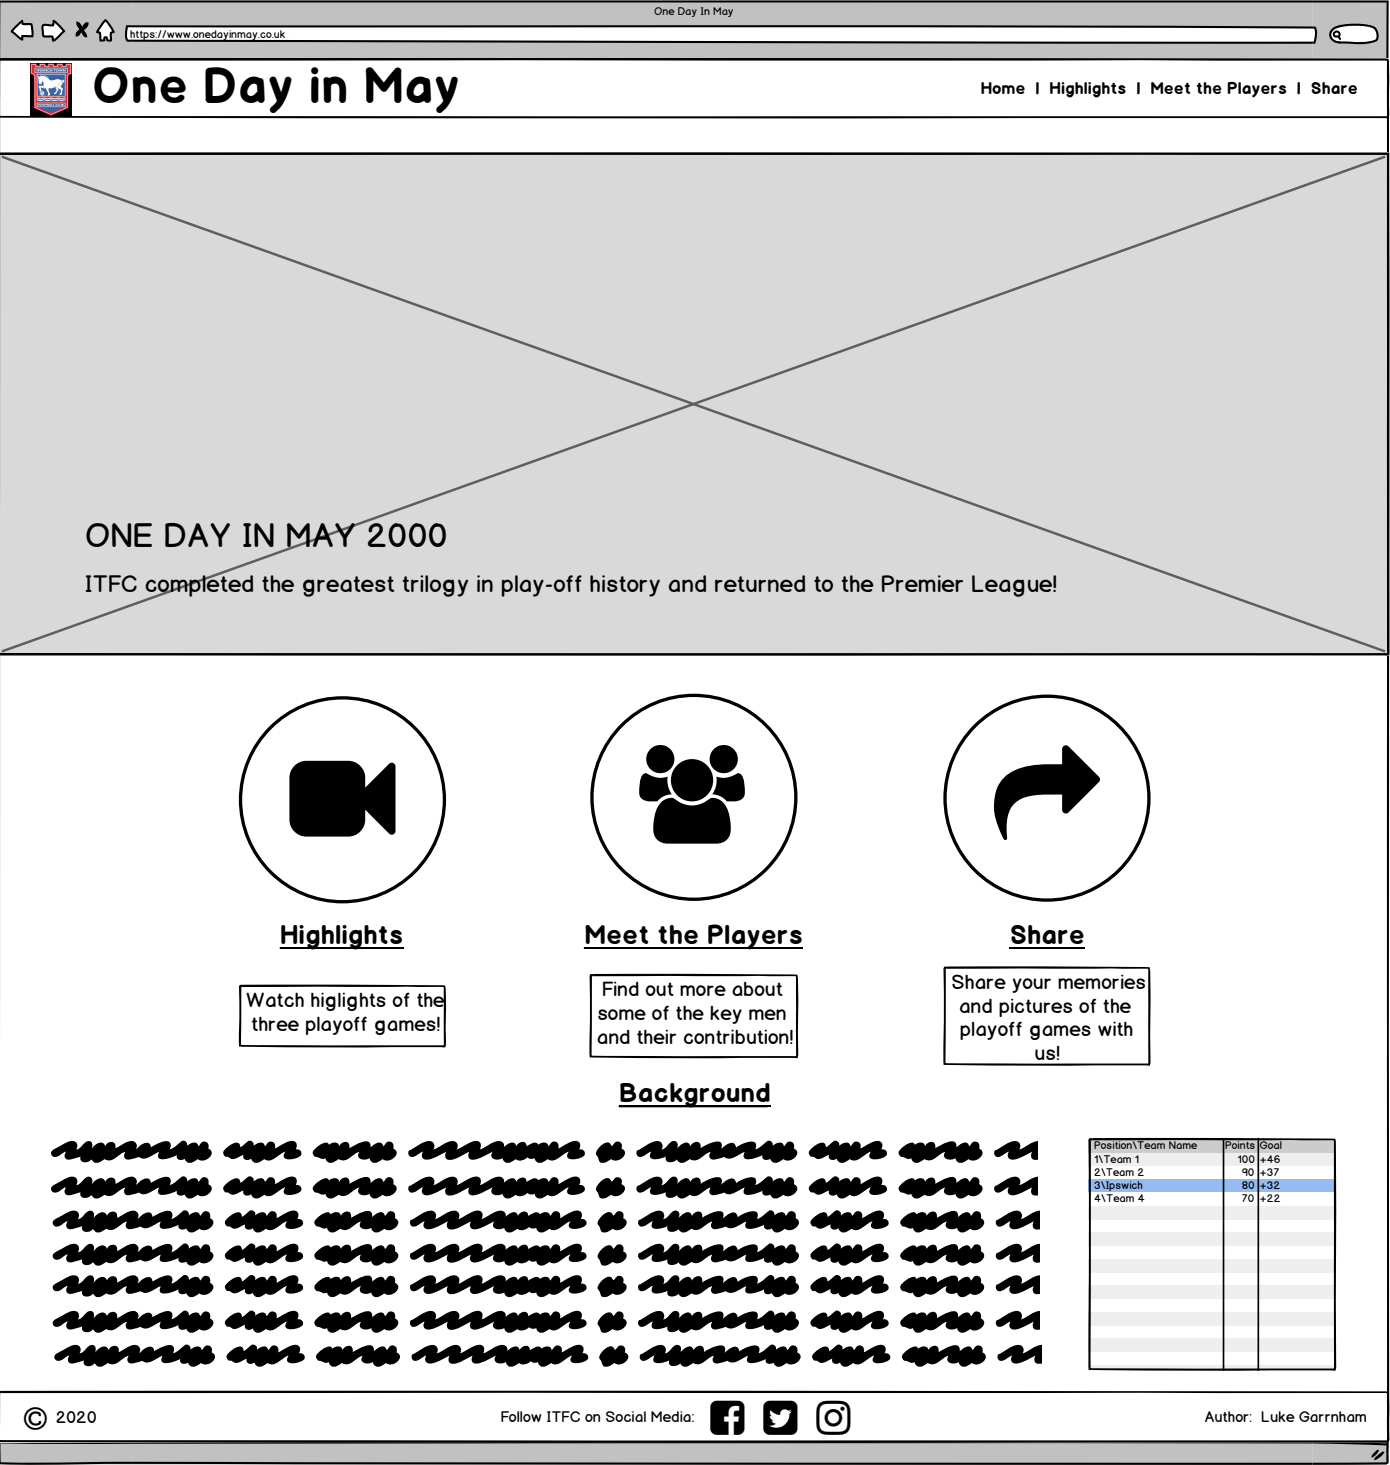 One Day In May
https://www.onedayinmay.co.uk
One Day in May
Home | Highlights | Meet the Players | Share
ONE DAY IN MAY 2000
ITFC completed the greatest trilogy in play-off history and returned to the Premier League!
Highlights
Meet the Players
Share
Watch higlights of the
three playoff games!
Find out more about
some of the key men
and their contribution!
Share your memories
and pictures of the
playoff games with
us!
Background
Position\Team Name Points Goal
1\Team 1 100 +46
2\Team 2 90 +37
3\Ipswich 80 +32
4\Team 4 70 +22
© 2020
Follow ITFC on Social Media:
Author: Luke Garrnham